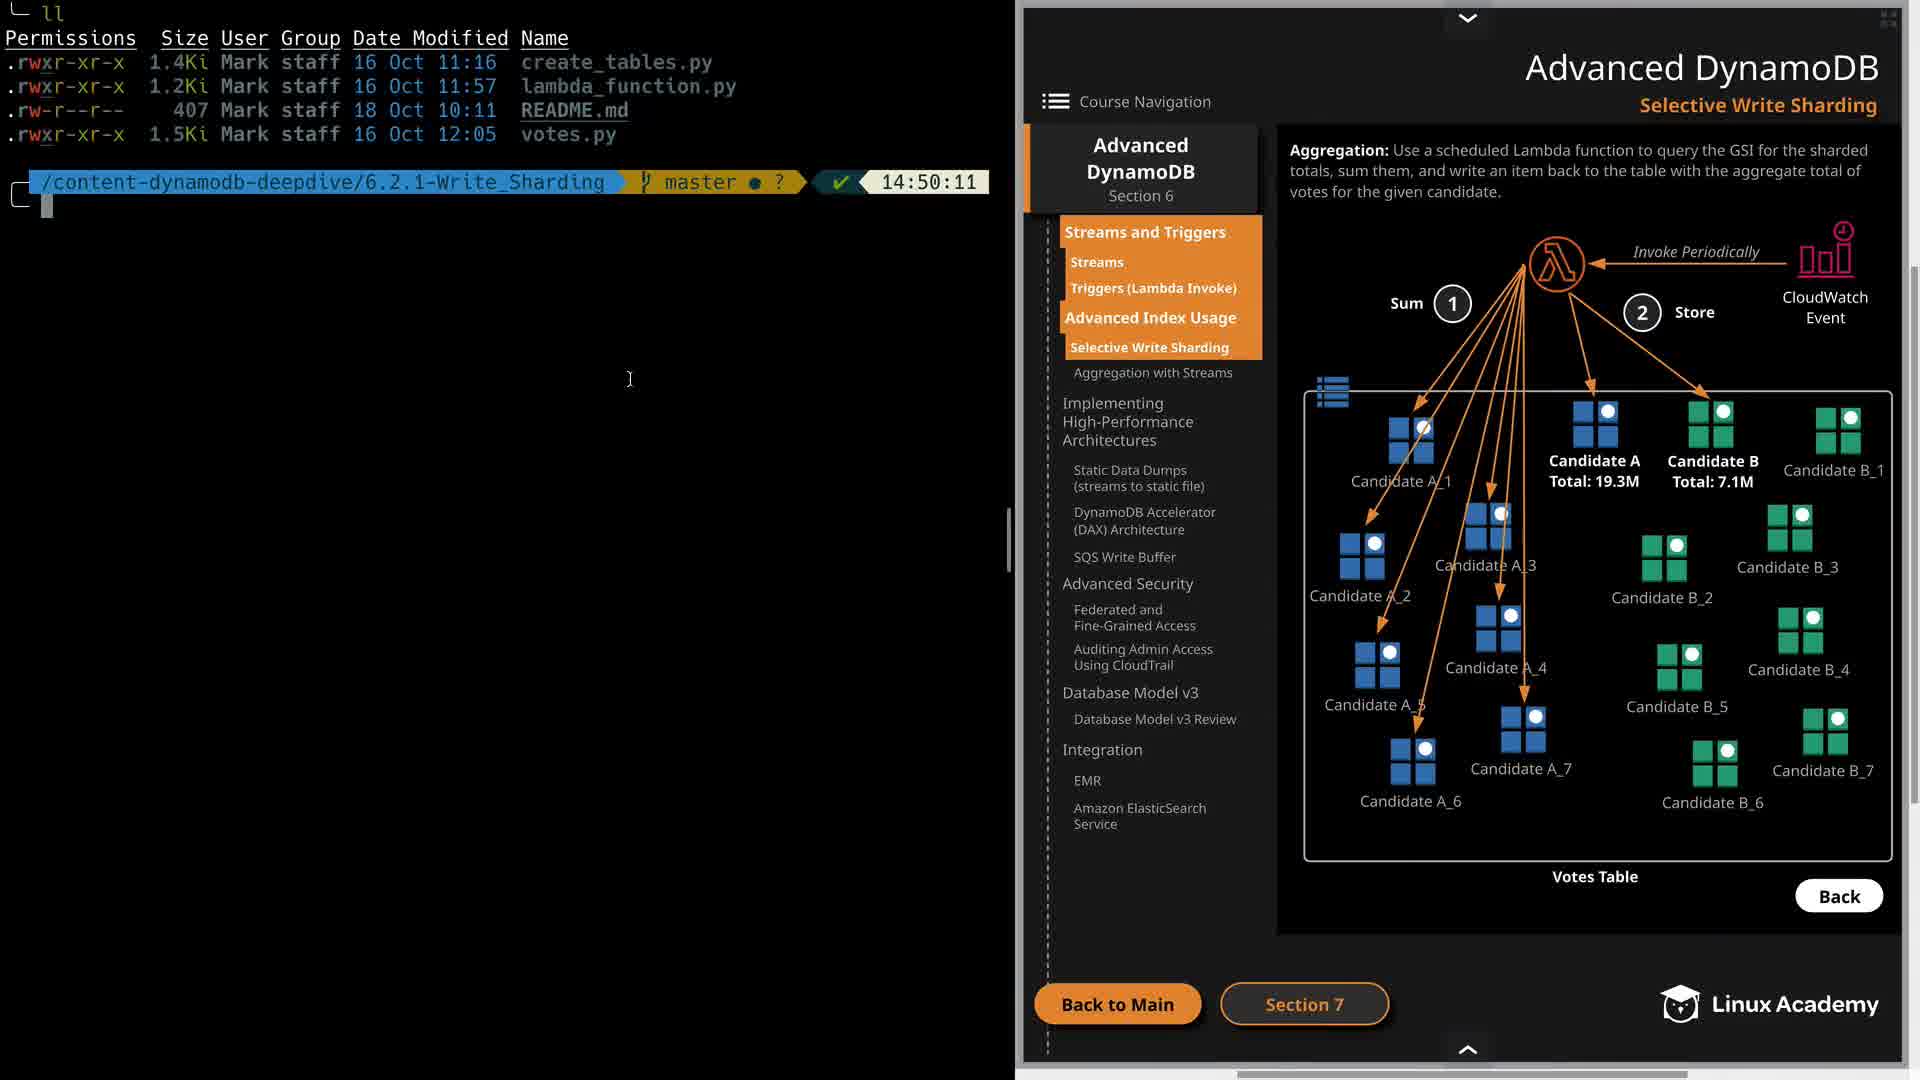 ll
Permissions Size User Group Date Modified Name
.rwxr-xr-x 1.4Ki Mark staff 16 Oct 11:16 create_tables.py
.rwxr-xr-x 1.2Ki Mark staff 16 Oct 11:57 lambda_function.py
.rw-r--r-- 407 Mark staff 18 Oct 10:11 README.md
.rwxr-xr-x 1.5Ki Mark staff 16 Oct 12:05 votes.py
/content-dynamodb-deepdive/6.2.1-Write_Sharding master ● ? ✔ 14:50:11
Advanced DynamoDB
Selective Write Sharding
Course Navigation
Advanced
DynamoDB
Section 6
Streams and Triggers
Streams
Triggers (Lambda Invoke)
Advanced Index Usage
Selective Write Sharding
Aggregation with Streams
Implementing
High-Performance
Architectures
Static Data Dumps
(streams to static file)
DynamoDB Accelerator
(DAX) Architecture
SQS Write Buffer
Advanced Security
Federated and
Fine-Grained Access
Auditing Admin Access
Using CloudTrail
Database Model v3
Database Model v3 Review
Integration
EMR
Amazon ElasticSearch
Service
Aggregation: Use a scheduled Lambda function to query the GSI for the sharded
totals, sum them, and write an item back to the table with the aggregate total of
votes for the given candidate.
Invoke Periodically
CloudWatch
Event
Sum 1
2 Store
Candidate A_1
Candidate A
Total: 19.3M
Candidate B
Total: 7.1M
Candidate B_1
Candidate A_2
Candidate A_3
Candidate B_2
Candidate B_3
Candidate A_4
Candidate B_4
Candidate A_5
Candidate B_5
Candidate A_6
Candidate A_7
Candidate B_6
Candidate B_7
Votes Table
Back
Back to Main
Section 7
Linux Academy